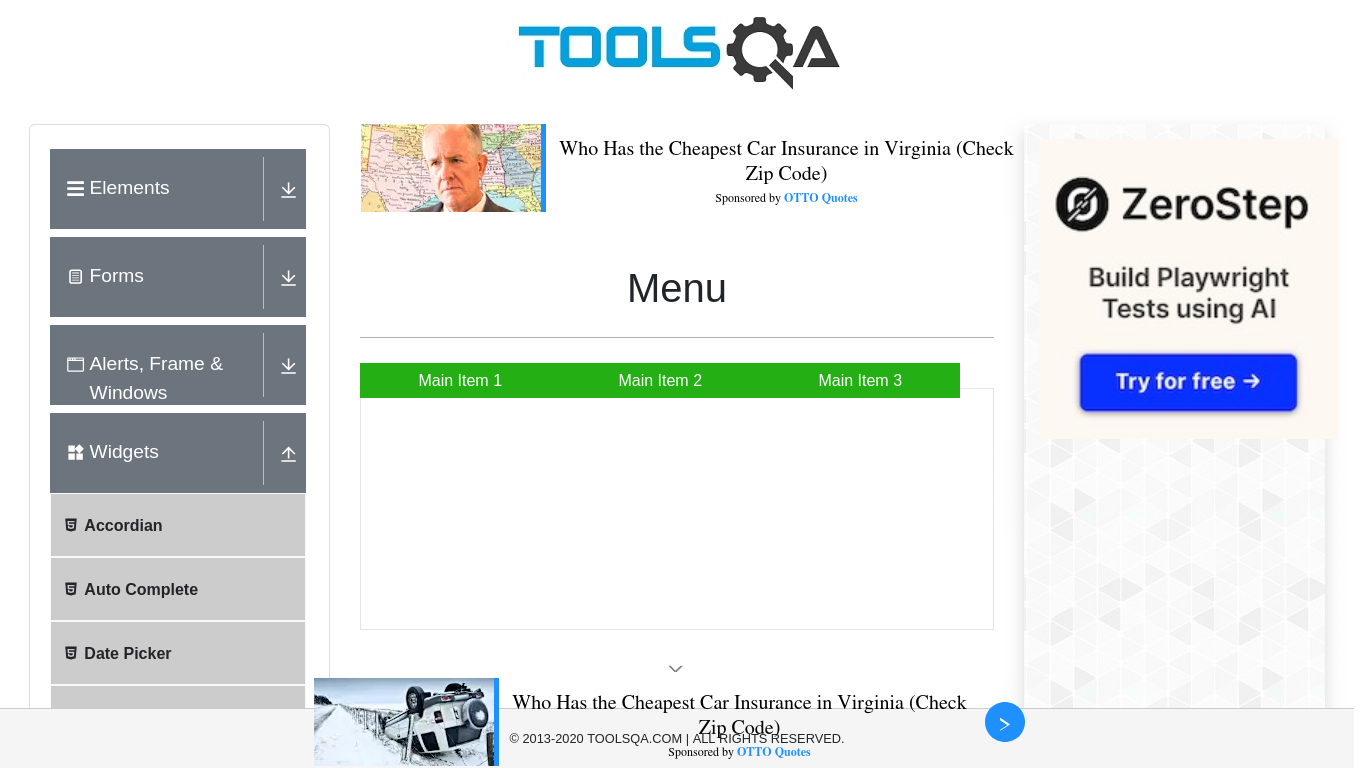 TOOLSQA
Elements
Forms
Alerts, Frame &
Windows
Widgets
Accordian
Auto Complete
Date Picker
Who Has the Cheapest Car Insurance in Virginia (Check
Zip Code)
Sponsored by OTTO Quotes
Menu
Main Item 1
Main Item 2
Main Item 3
ZeroStep
Build Playwright
Tests using AI
Try for free →
Who Has the Cheapest Car Insurance in Virginia (Check
Zip Code)
© 2013-2020 TOOLSQA.COM | ALL RIGHTS RESERVED.
Sponsored by OTTO Quotes